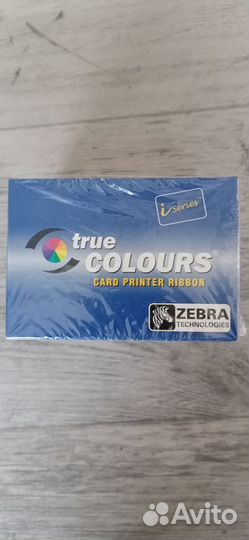 i series
true
COLOURS®
CARD PRINTER RIBBON
ZEBRA
TECHNOLOGIES
Avito